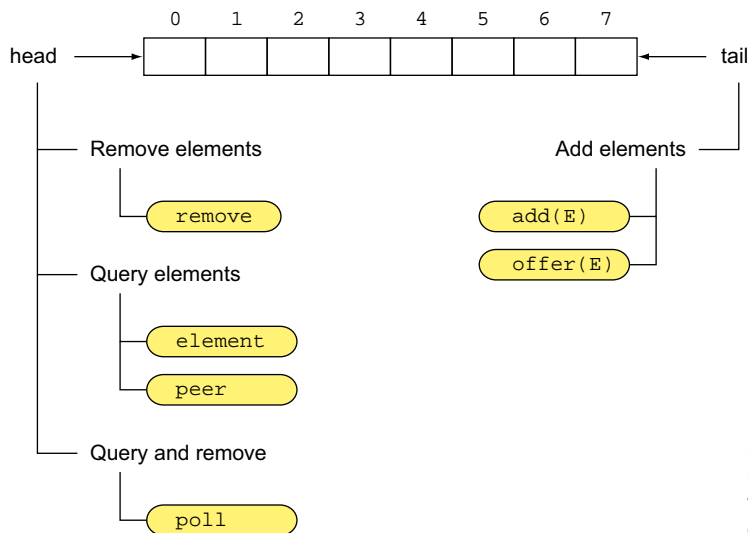 0 1 2 3 4 5 6 7
head tail
Remove elements Add elements
remove add(E)
offer(E)
Query elements
element
peer
Query and remove
poll